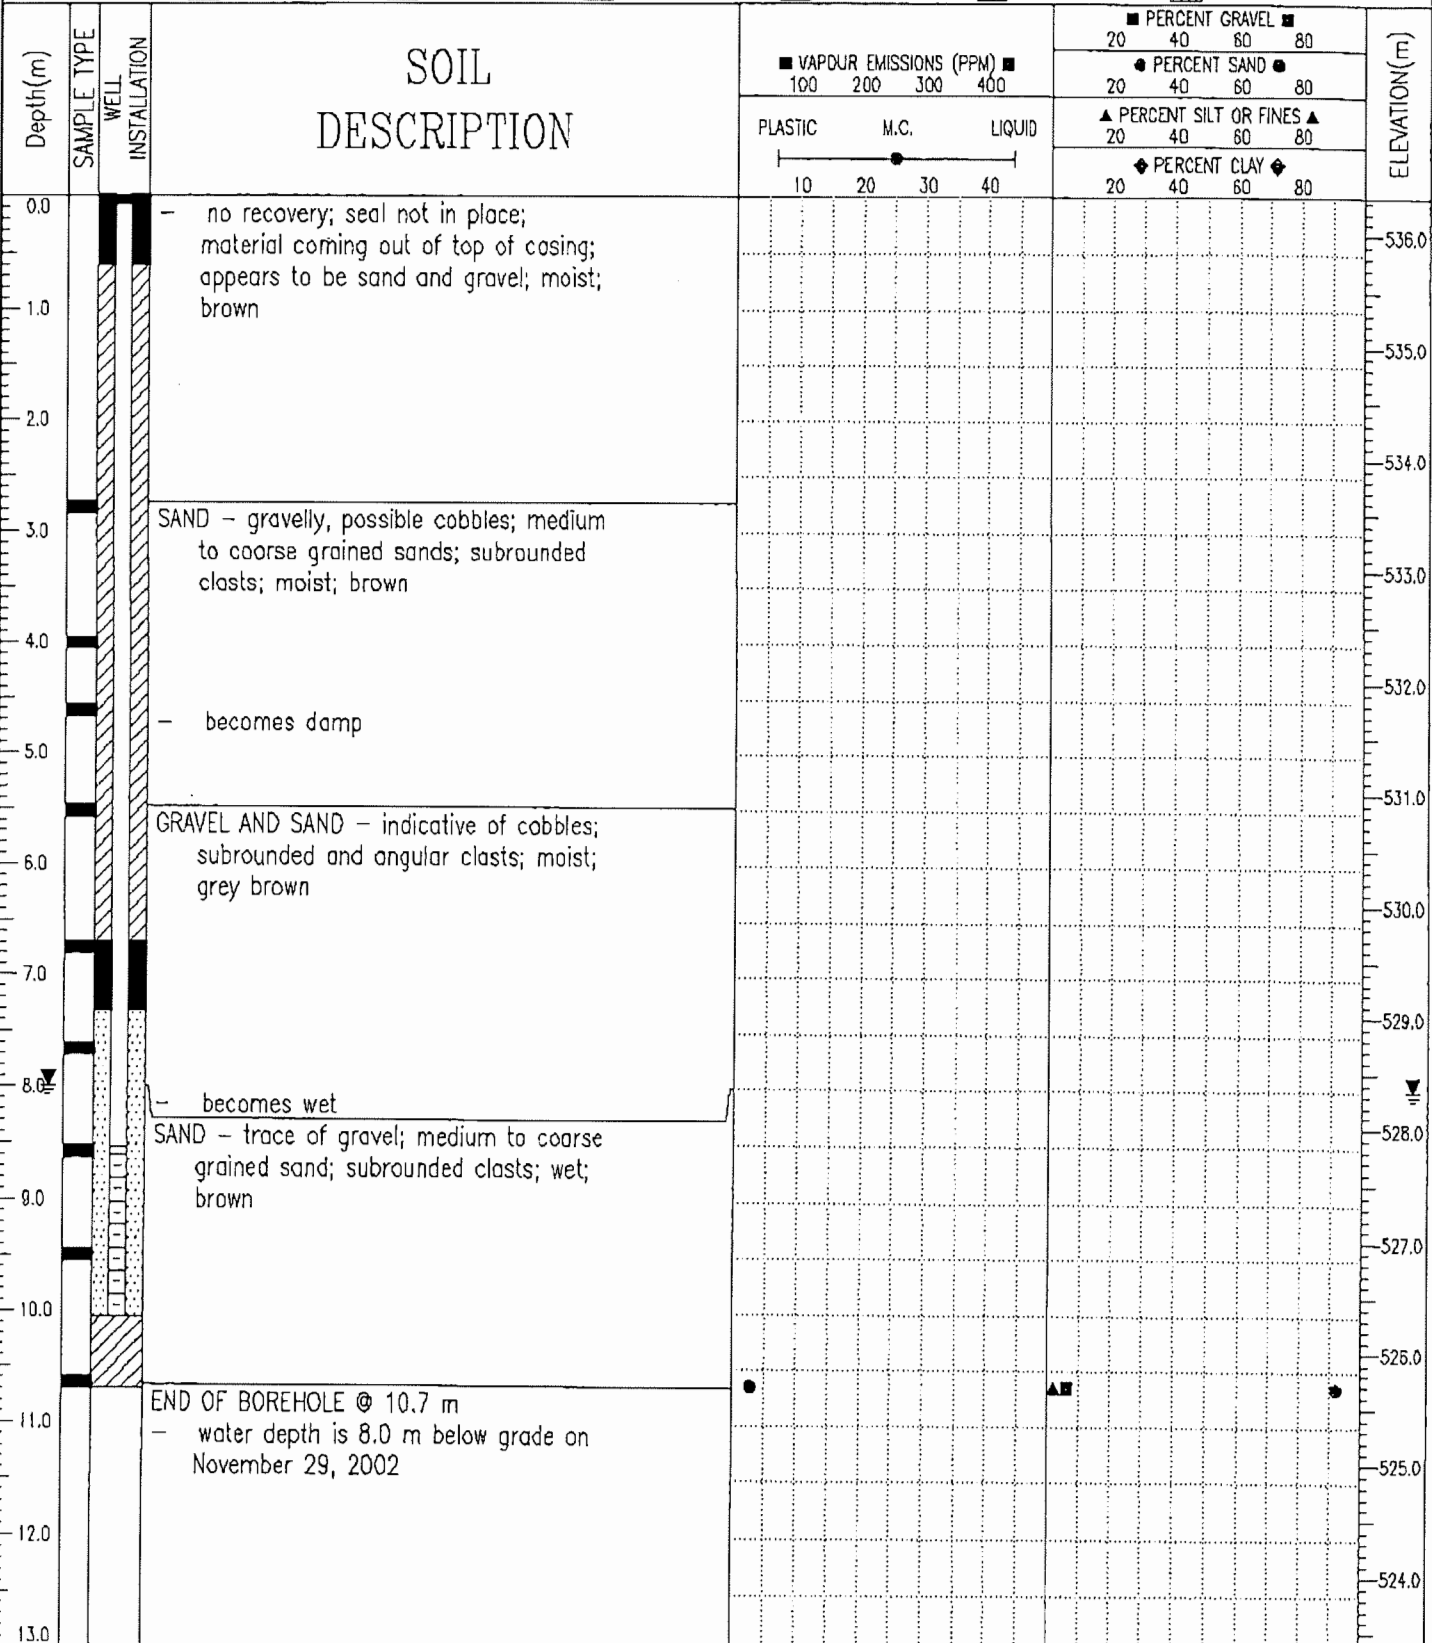 Depth(m)
SAMPLE TYPE
WELL
INSTALLATION
SOIL
DESCRIPTION
■ VAPOUR EMISSIONS (PPM) ■
100 200 300 400
PLASTIC M.C. LIQUID
10 20 30 40
■ PERCENT GRAVEL ■
20 40 60 80
● PERCENT SAND ●
20 40 60 80
▲ PERCENT SILT OR FINES ▲
20 40 60 80
◆ PERCENT CLAY ◆
20 40 60 80
ELEVATION(m)
0.0
– no recovery; seal not in place;
material coming out of top of casing;
appears to be sand and gravel; moist;
brown
536.0
1.0
535.0
2.0
534.0
SAND – gravelly, possible cobbles; medium
to coarse grained sands; subrounded
clasts; moist; brown
3.0
533.0
4.0
532.0
– becomes damp
5.0
531.0
GRAVEL AND SAND – indicative of cobbles;
subrounded and angular clasts; moist;
grey brown
6.0
530.0
7.0
529.0
8.0
– becomes wet
SAND – trace of gravel; medium to coarse
grained sand; subrounded clasts; wet;
brown
528.0
9.0
527.0
10.0
526.0
END OF BOREHOLE @ 10.7 m
– water depth is 8.0 m below grade on
November 29, 2002
11.0
525.0
12.0
524.0
13.0